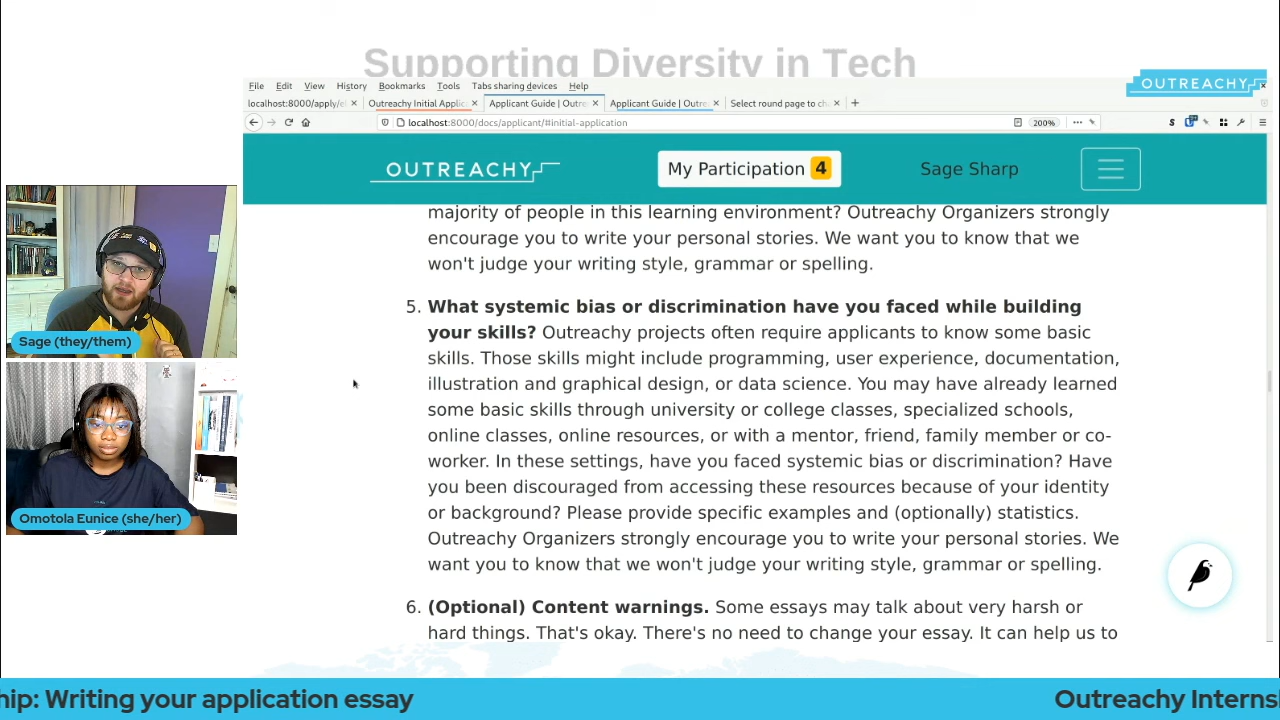 Supporting Diversity in Tech
OUTREACHY
File Edit View History Bookmarks Tools Tabs sharing devices Help
localhost:8000/apply/el × Outreachy Initial Applic × Applicant Guide | Outre × Applicant Guide | Outre × Select round page to ch × +
localhost:8000/docs/applicant/#initial-application 200%
OUTREACHY My Participation 4 Sage Sharp
majority of people in this learning environment? Outreachy Organizers strongly
encourage you to write your personal stories. We want you to know that we
won't judge your writing style, grammar or spelling.
5. What systemic bias or discrimination have you faced while building
your skills? Outreachy projects often require applicants to know some basic
skills. Those skills might include programming, user experience, documentation,
illustration and graphical design, or data science. You may have already learned
some basic skills through university or college classes, specialized schools,
online classes, online resources, or with a mentor, friend, family member or co-
worker. In these settings, have you faced systemic bias or discrimination? Have
you been discouraged from accessing these resources because of your identity
or background? Please provide specific examples and (optionally) statistics.
Outreachy Organizers strongly encourage you to write your personal stories. We
want you to know that we won't judge your writing style, grammar or spelling.
6. (Optional) Content warnings. Some essays may talk about very harsh or
hard things. That's okay. There's no need to change your essay. It can help us to
Sage (they/them)
Omotola Eunice (she/her)
hip: Writing your application essay
Outreachy Interns